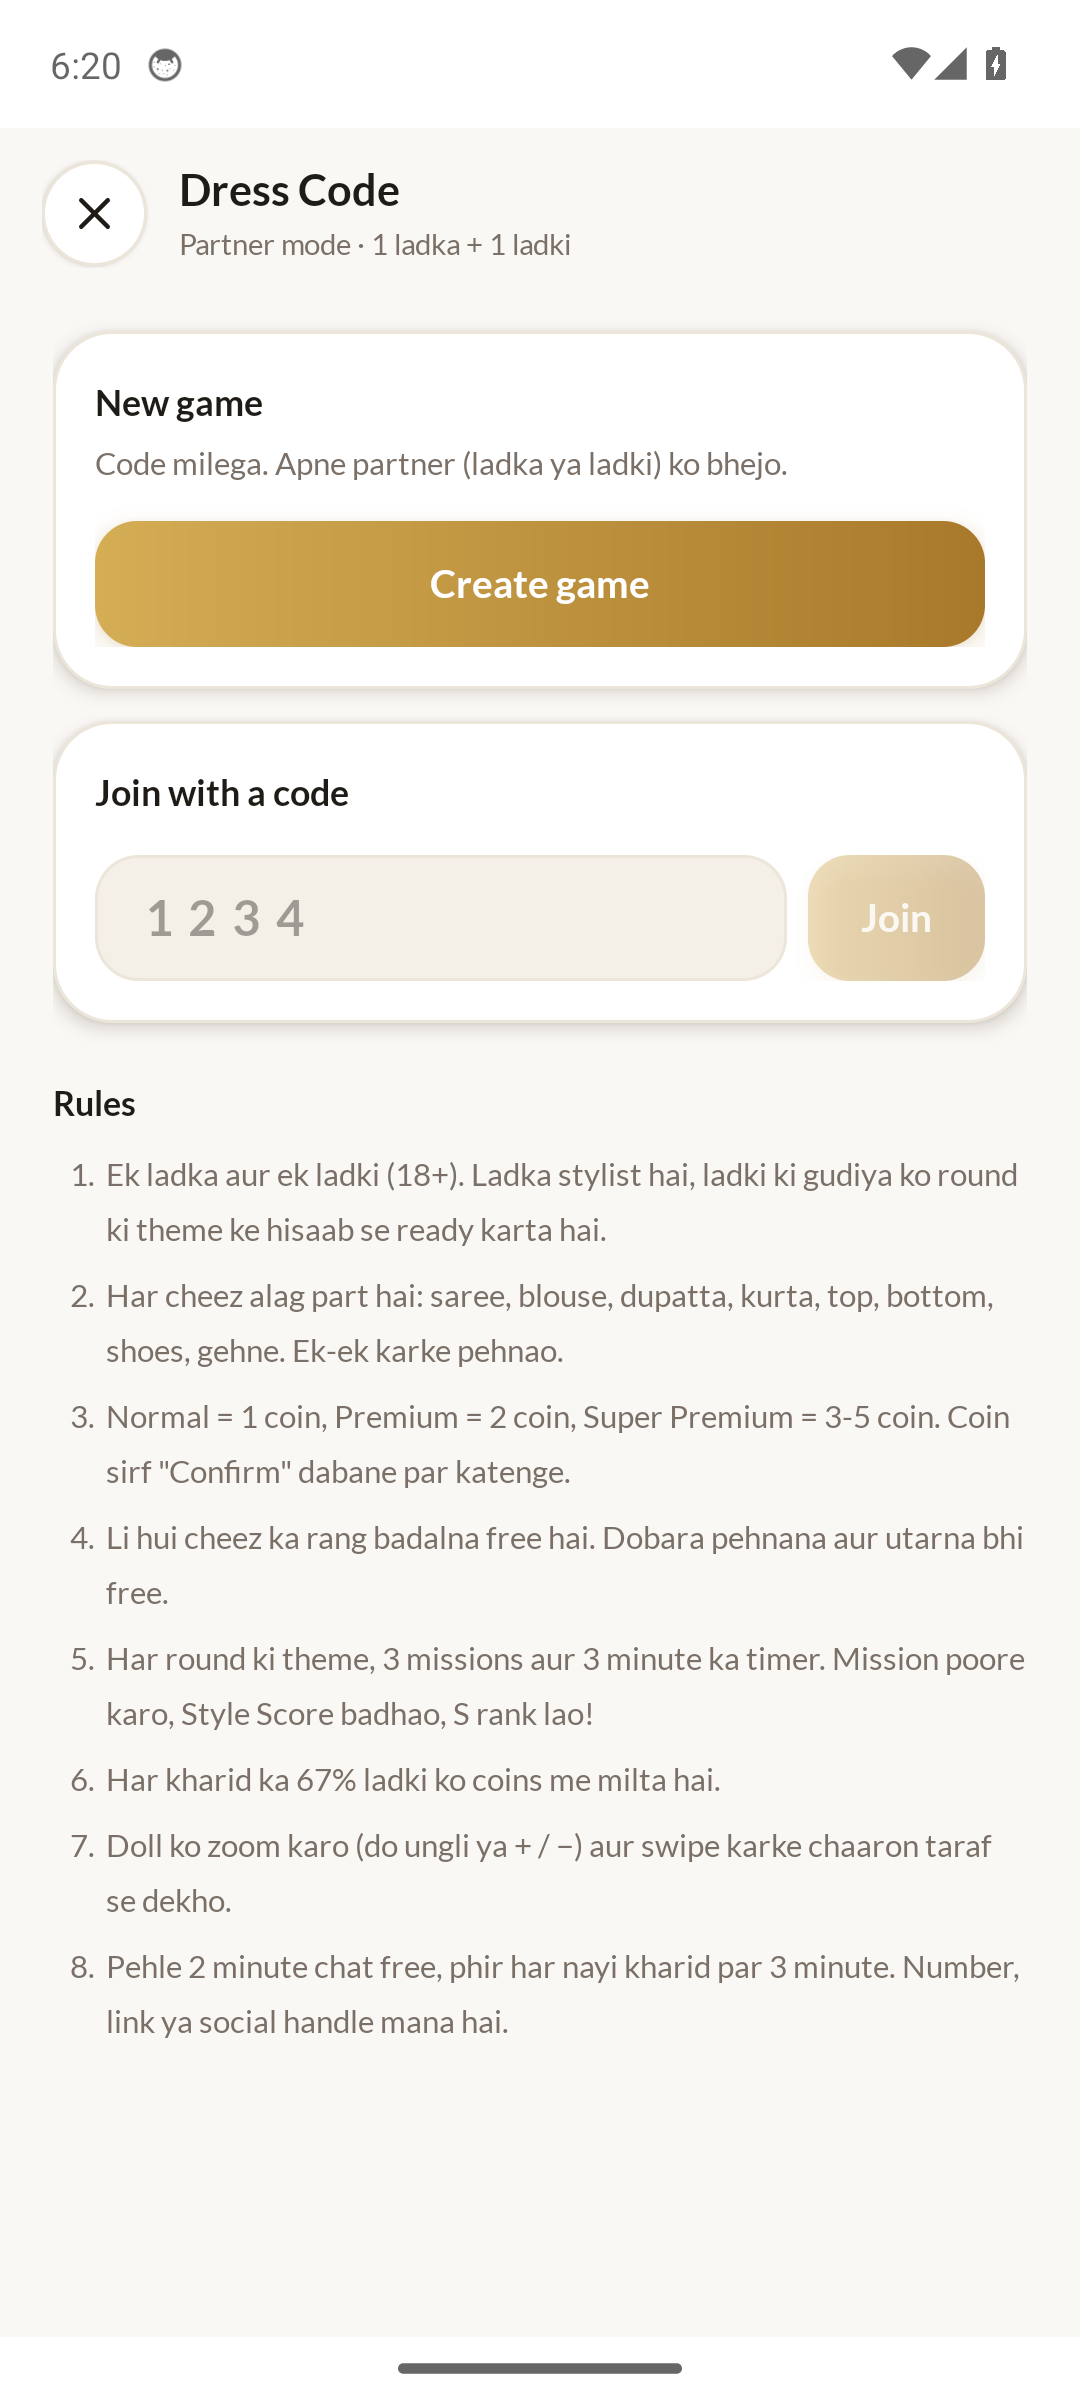 6:20
Dress Code
Partner mode · 1 ladka + 1 ladki
New game
Code milega. Apne partner (ladka ya ladki) ko bhejo.
Create game
Join with a code
1 2 3 4
Join
Rules
1. Ek ladka aur ek ladki (18+). Ladka stylist hai, ladki ki gudiya ko round
ki theme ke hisaab se ready karta hai.
2. Har cheez alag part hai: saree, blouse, dupatta, kurta, top, bottom,
shoes, gehne. Ek-ek karke pehnao.
3. Normal = 1 coin, Premium = 2 coin, Super Premium = 3-5 coin. Coin
sirf "Confirm" dabane par katenge.
4. Li hui cheez ka rang badalna free hai. Dobara pehnana aur utarna bhi
free.
5. Har round ki theme, 3 missions aur 3 minute ka timer. Mission poore
karo, Style Score badhao, S rank lao!
6. Har kharid ka 67% ladki ko coins me milta hai.
7. Doll ko zoom karo (do ungli ya + / −) aur swipe karke chaaron taraf
se dekho.
8. Pehle 2 minute chat free, phir har nayi kharid par 3 minute. Number,
link ya social handle mana hai.